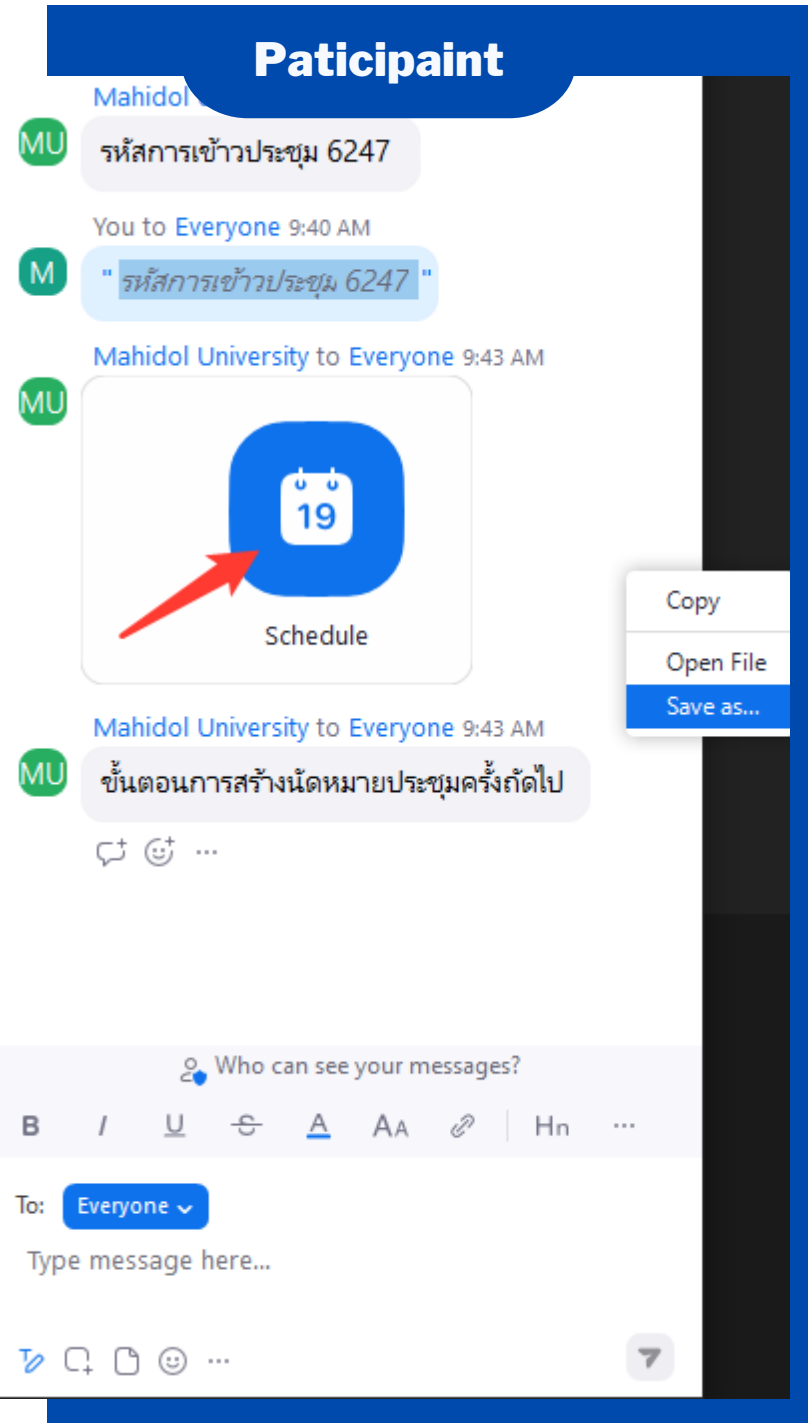 Paticipaint
Mahidol
MU
รหัสการเข้าวประชุม 6247
You to Everyone 9:40 AM
M
" รหัสการเข้าวประชุม 6247 "
Mahidol University to Everyone 9:43 AM
MU
19
Schedule
Copy
Open File
Save as...
Mahidol University to Everyone 9:43 AM
MU
ขั้นตอนการสร้างนัดหมายประชุมครั้งถัดไป
Who can see your messages?
B I U S A AA Hn ...
To: Everyone
Type message here...